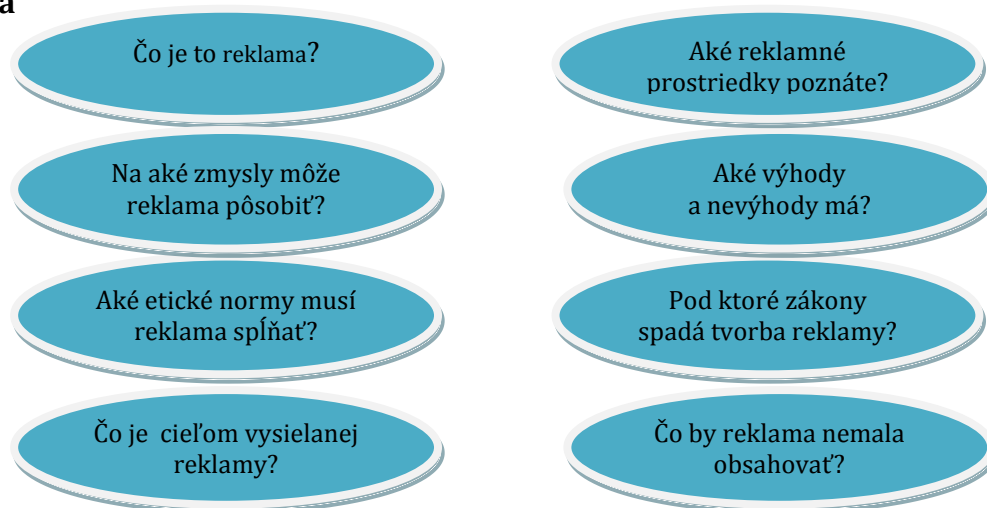 a
Čo je to reklama?
Aké reklamné
prostriedky poznáte?
Na aké zmysly môže
reklama pôsobiť?
Aké výhody
a nevýhody má?
Aké etické normy musí
reklama spĺňať?
Pod ktoré zákony
spadá tvorba reklamy?
Čo je  cieľom vysielanej
reklamy?
Čo by reklama nemala
obsahovať?